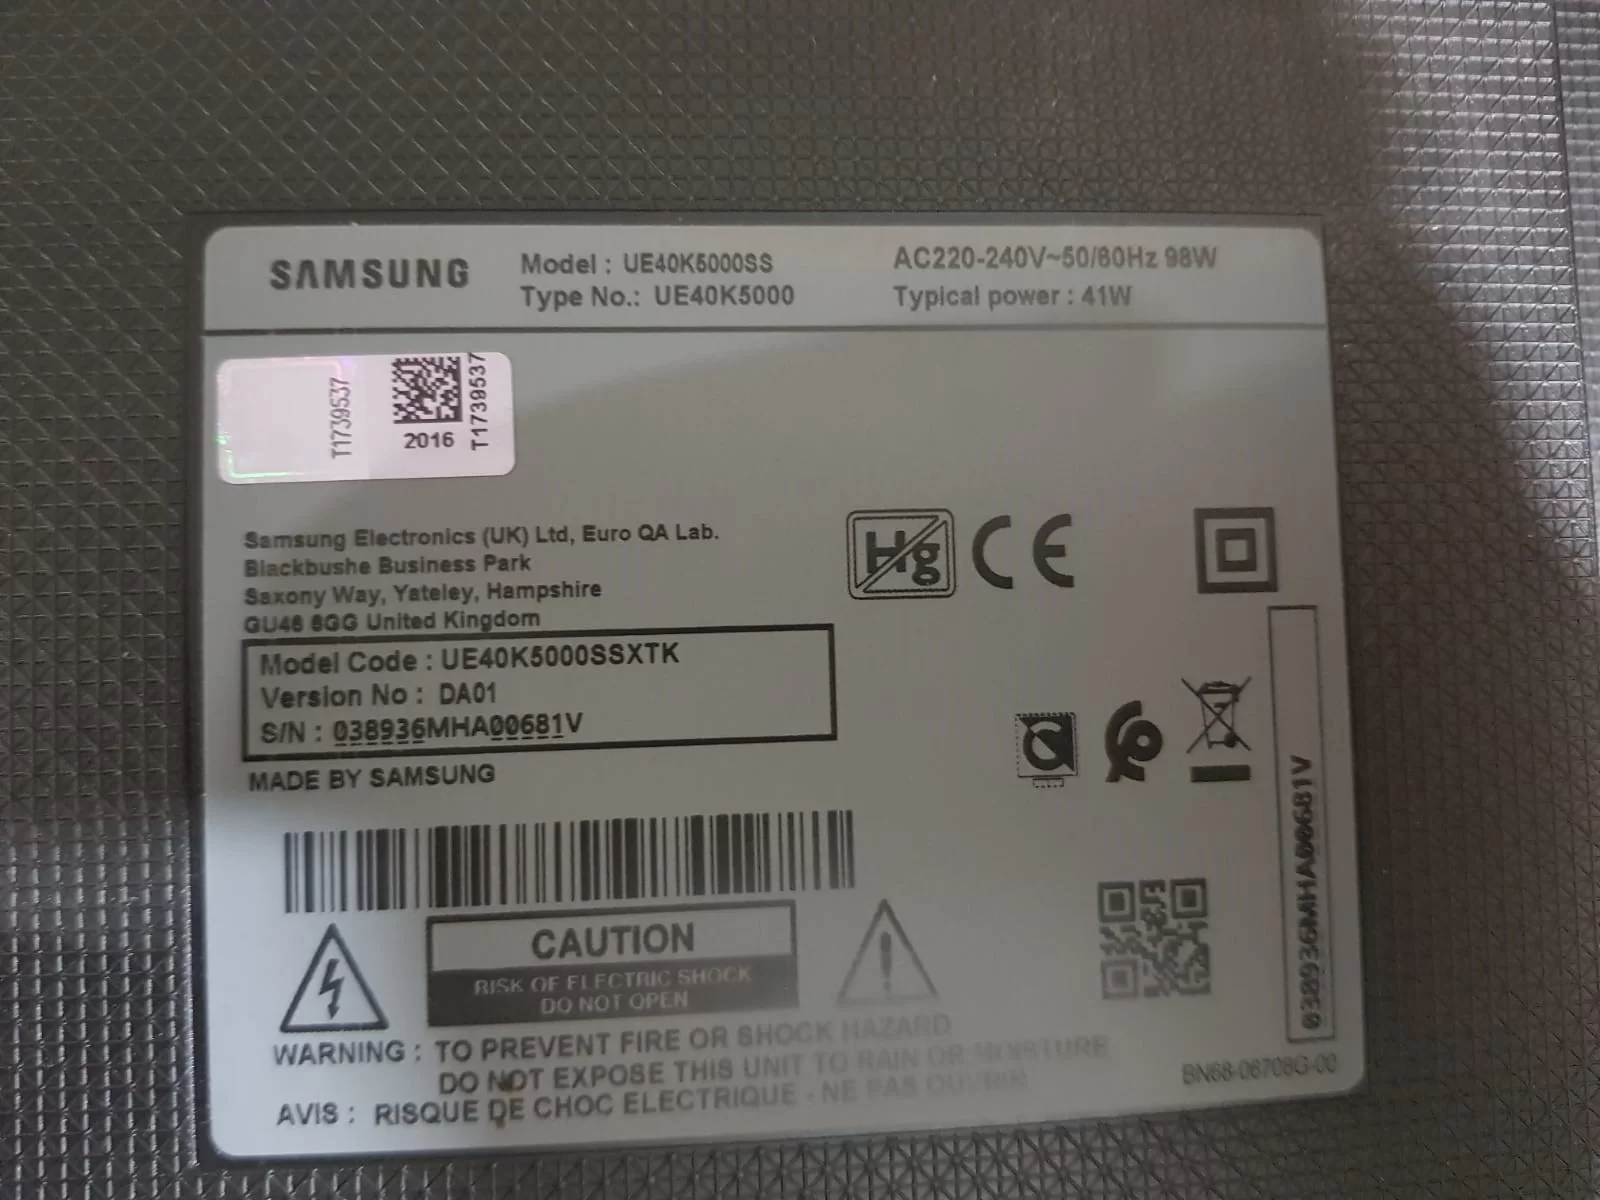 SAMSUNG
Model : UE40K5000SS
Type No.: UE40K5000
AC220-240V~50/60Hz 98W
Typical power : 41W
T1739537
2016
T1739537
Samsung Electronics (UK) Ltd, Euro QA Lab.
Blackbushe Business Park
Saxony Way, Yateley, Hampshire
GU46 6GG United Kingdom
Hg
CE
Model Code : UE40K5000SSXTK
Version No : DA01
S/N : 038936MHA00681V
MADE BY SAMSUNG
038936MHA00681V
CAUTION
RISK OF ELECTRIC SHOCK
DO NOT OPEN
WARNING : TO PREVENT FIRE OR SHOCK HAZARD
DO NOT EXPOSE THIS UNIT TO RAIN OR MOISTURE
AVIS : RISQUE DE CHOC ELECTRIQUE - NE PAS OUVRIR
BN68-06708G-00